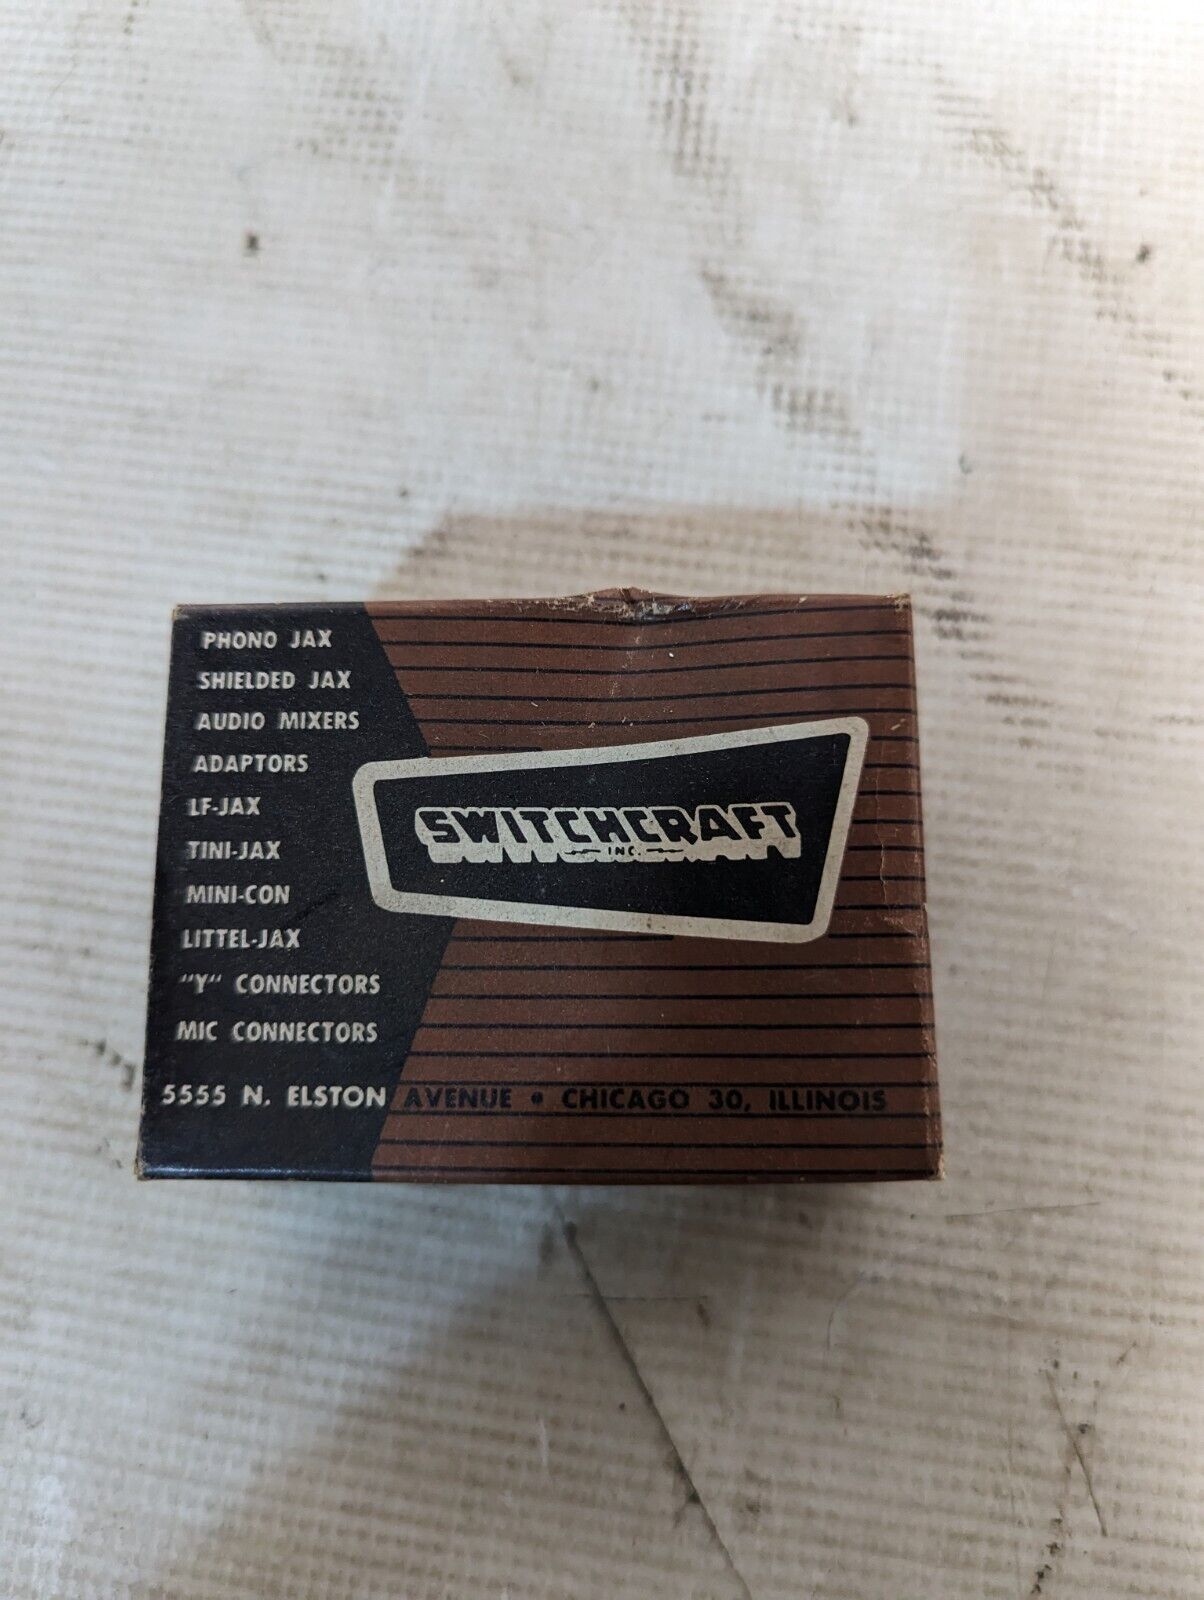 PHONO JAX
SHIELDED JAX
AUDIO MIXERS
ADAPTORS
LF-JAX
TINI-JAX
MINI-CON
LITTEL-JAX
"Y" CONNECTORS
MIC CONNECTORS
SWITCHCRAFT
INC.
5555 N. ELSTON AVENUE • CHICAGO 30, ILLINOIS